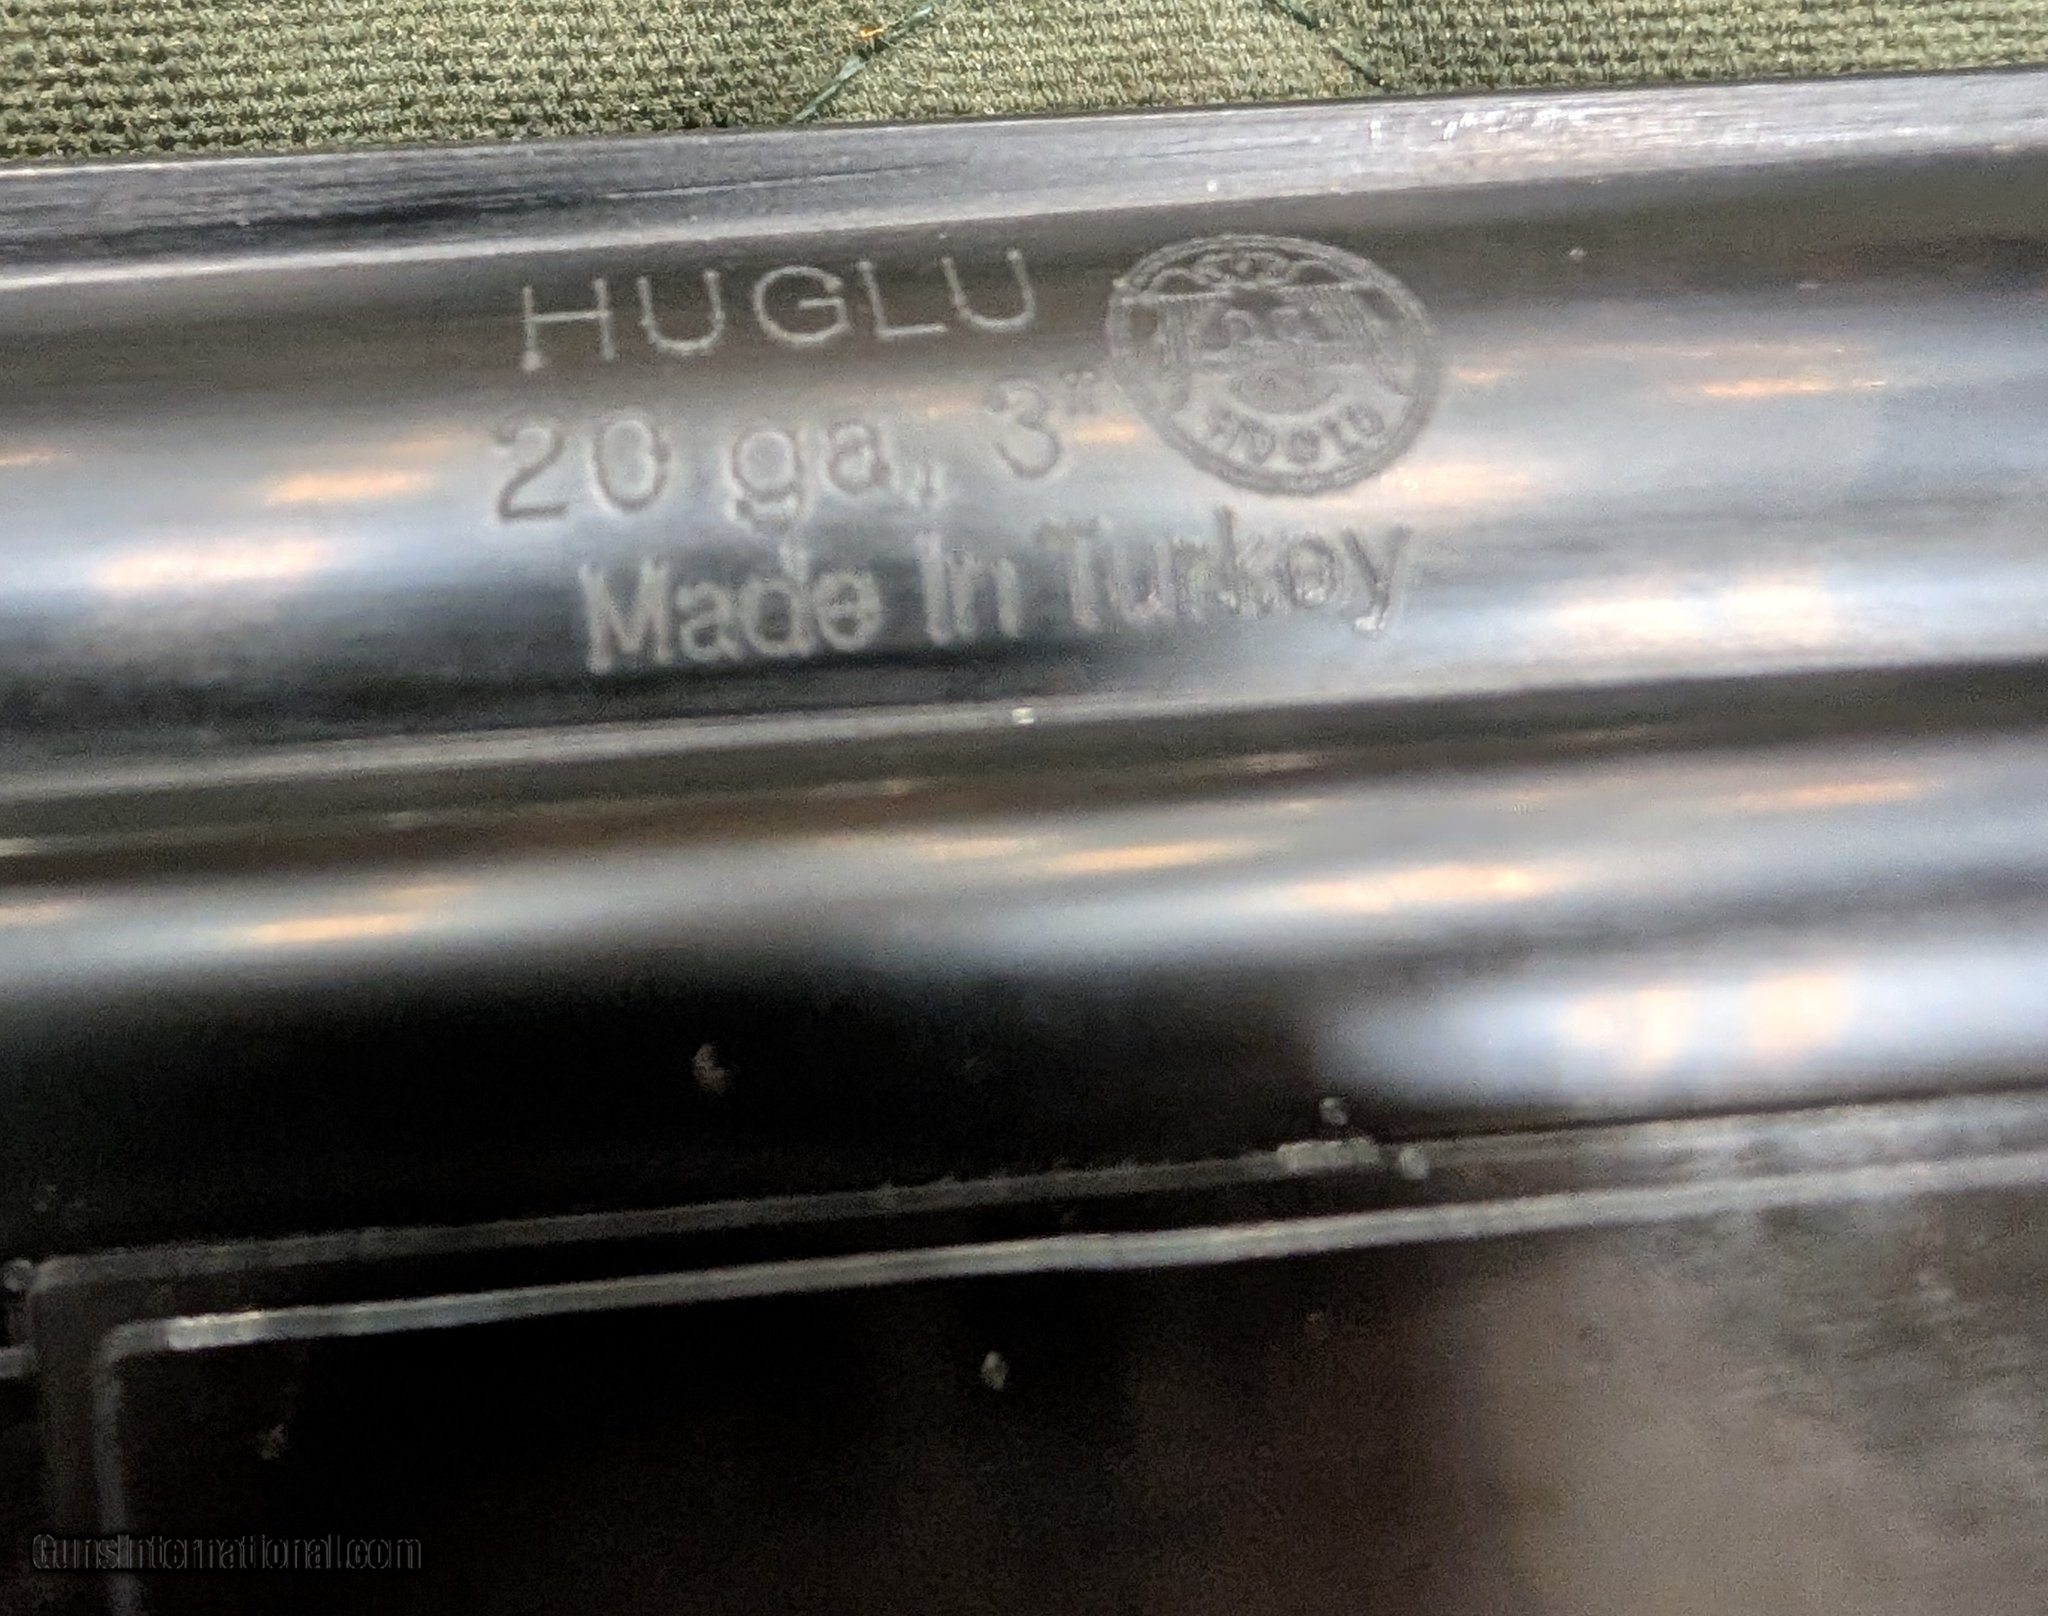 HUGLU
20 ga, 3"
Made In Turkey
GunsInternational.com